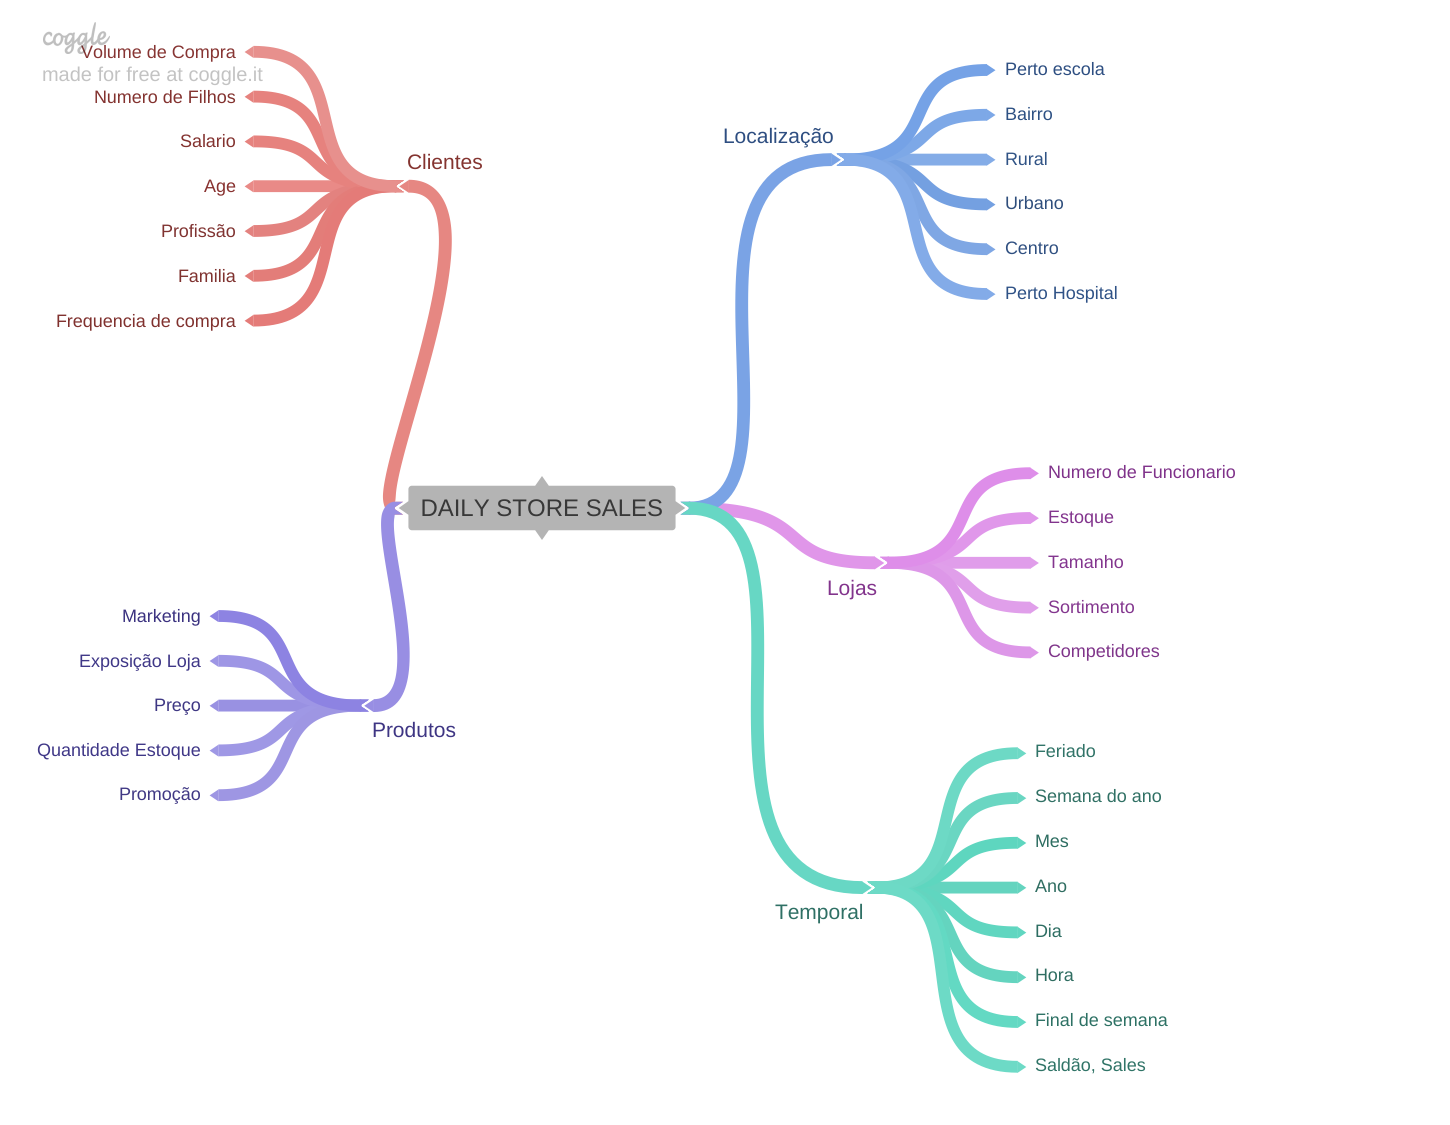 coggle
made for free at coggle.it
Clientes
Volume de Compra
Numero de Filhos
Salario
Age
Profissão
Familia
Frequencia de compra
Localização
Perto escola
Bairro
Rural
Urbano
Centro
Perto Hospital
DAILY STORE SALES
Lojas
Numero de Funcionario
Estoque
Tamanho
Sortimento
Competidores
Produtos
Marketing
Exposição Loja
Preço
Quantidade Estoque
Promoção
Temporal
Feriado
Semana do ano
Mes
Ano
Dia
Hora
Final de semana
Saldão, Sales